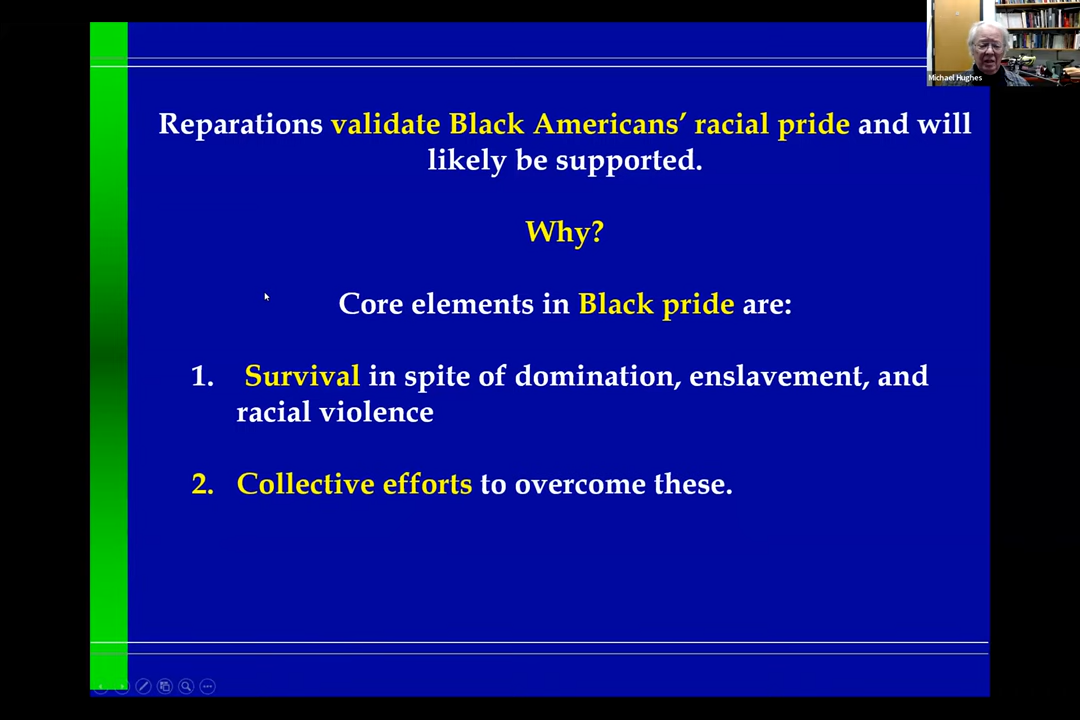 Michael Hughes
Reparations validate Black Americans’ racial pride and will
likely be supported.
Why?
Core elements in Black pride are:
1. Survival in spite of domination, enslavement, and
racial violence
2. Collective efforts to overcome these.